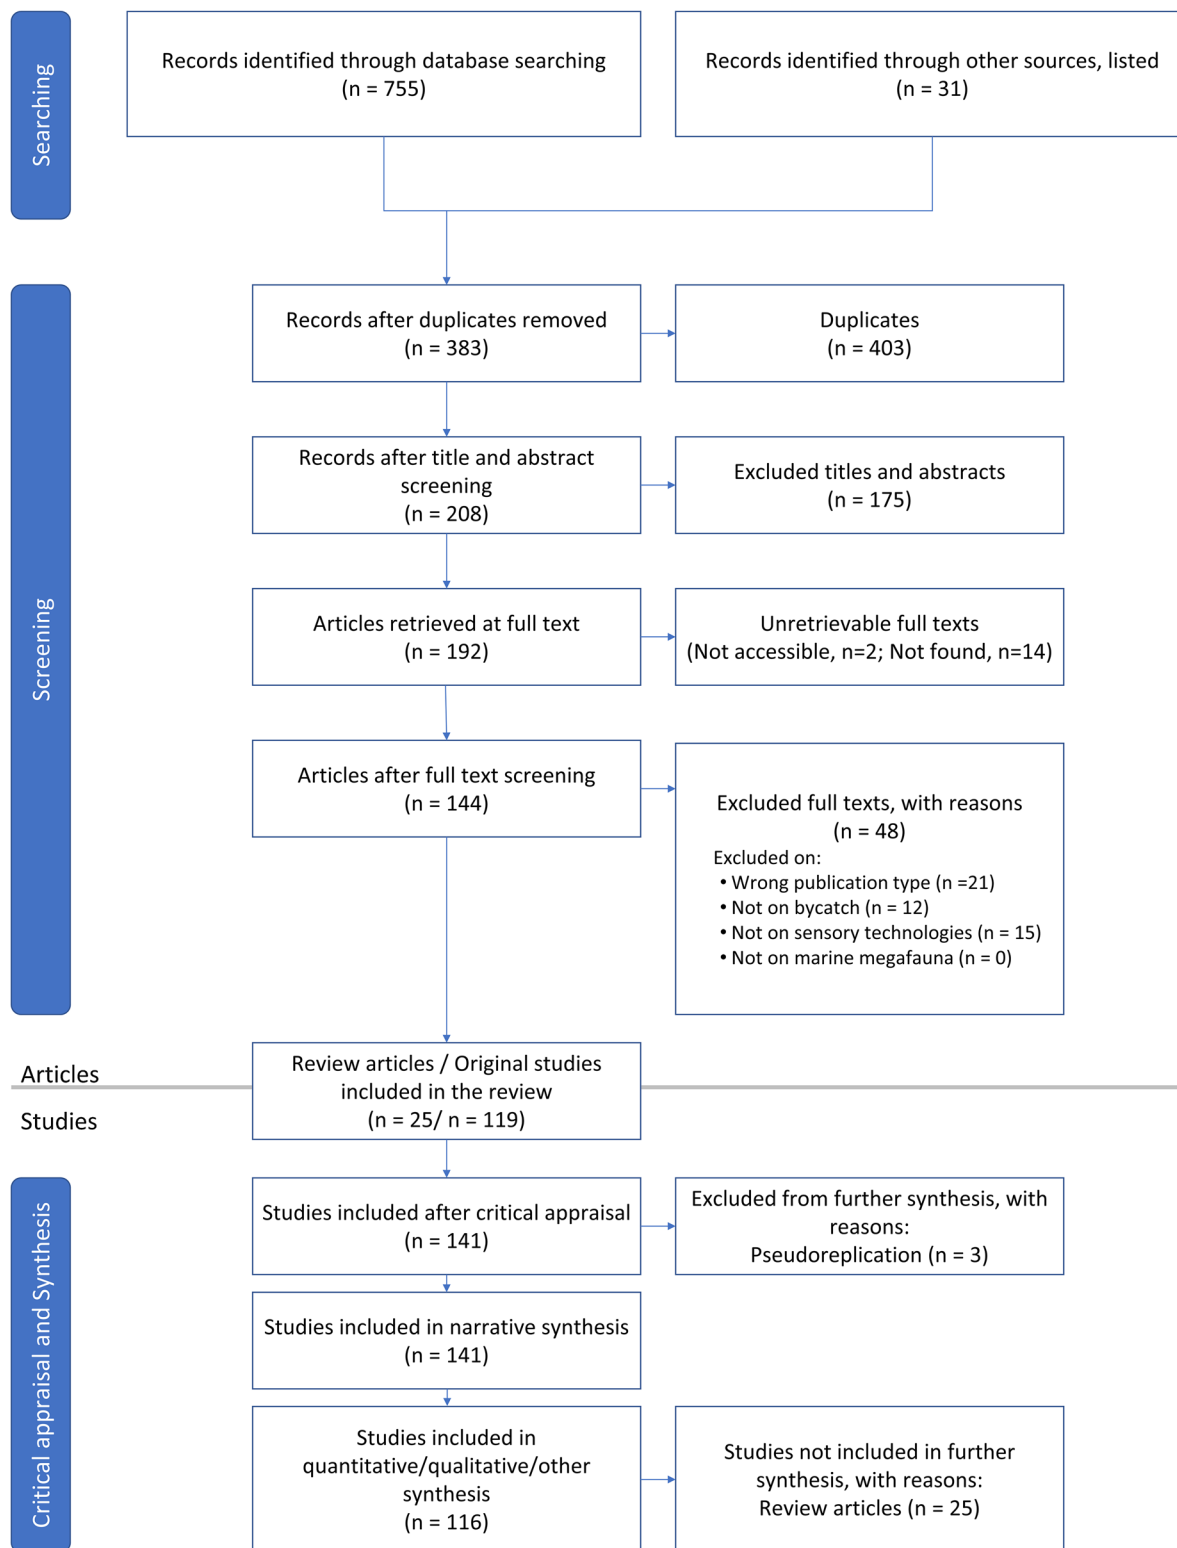 Searching
Records identified through database searching
(n = 755)
Records identified through other sources, listed
(n = 31)
Screening
Records after duplicates removed
(n = 383)
Duplicates
(n = 403)
Records after title and abstract
screening
(n = 208)
Excluded titles and abstracts
(n = 175)
Articles retrieved at full text
(n = 192)
Unretrievable full texts
(Not accessible, n=2; Not found, n=14)
Articles after full text screening
(n = 144)
Excluded full texts, with reasons
(n = 48)
Excluded on:
• Wrong publication type (n =21)
• Not on bycatch (n = 12)
• Not on sensory technologies (n = 15)
• Not on marine megafauna (n = 0)
Articles
Studies
Review articles / Original studies
included in the review
(n = 25/ n = 119)
Critical appraisal and Synthesis
Studies included after critical appraisal
(n = 141)
Excluded from further synthesis, with
reasons:
Pseudoreplication (n = 3)
Studies included in narrative synthesis
(n = 141)
Studies included in
quantitative/qualitative/other
synthesis
(n = 116)
Studies not included in further
synthesis, with reasons:
Review articles (n = 25)